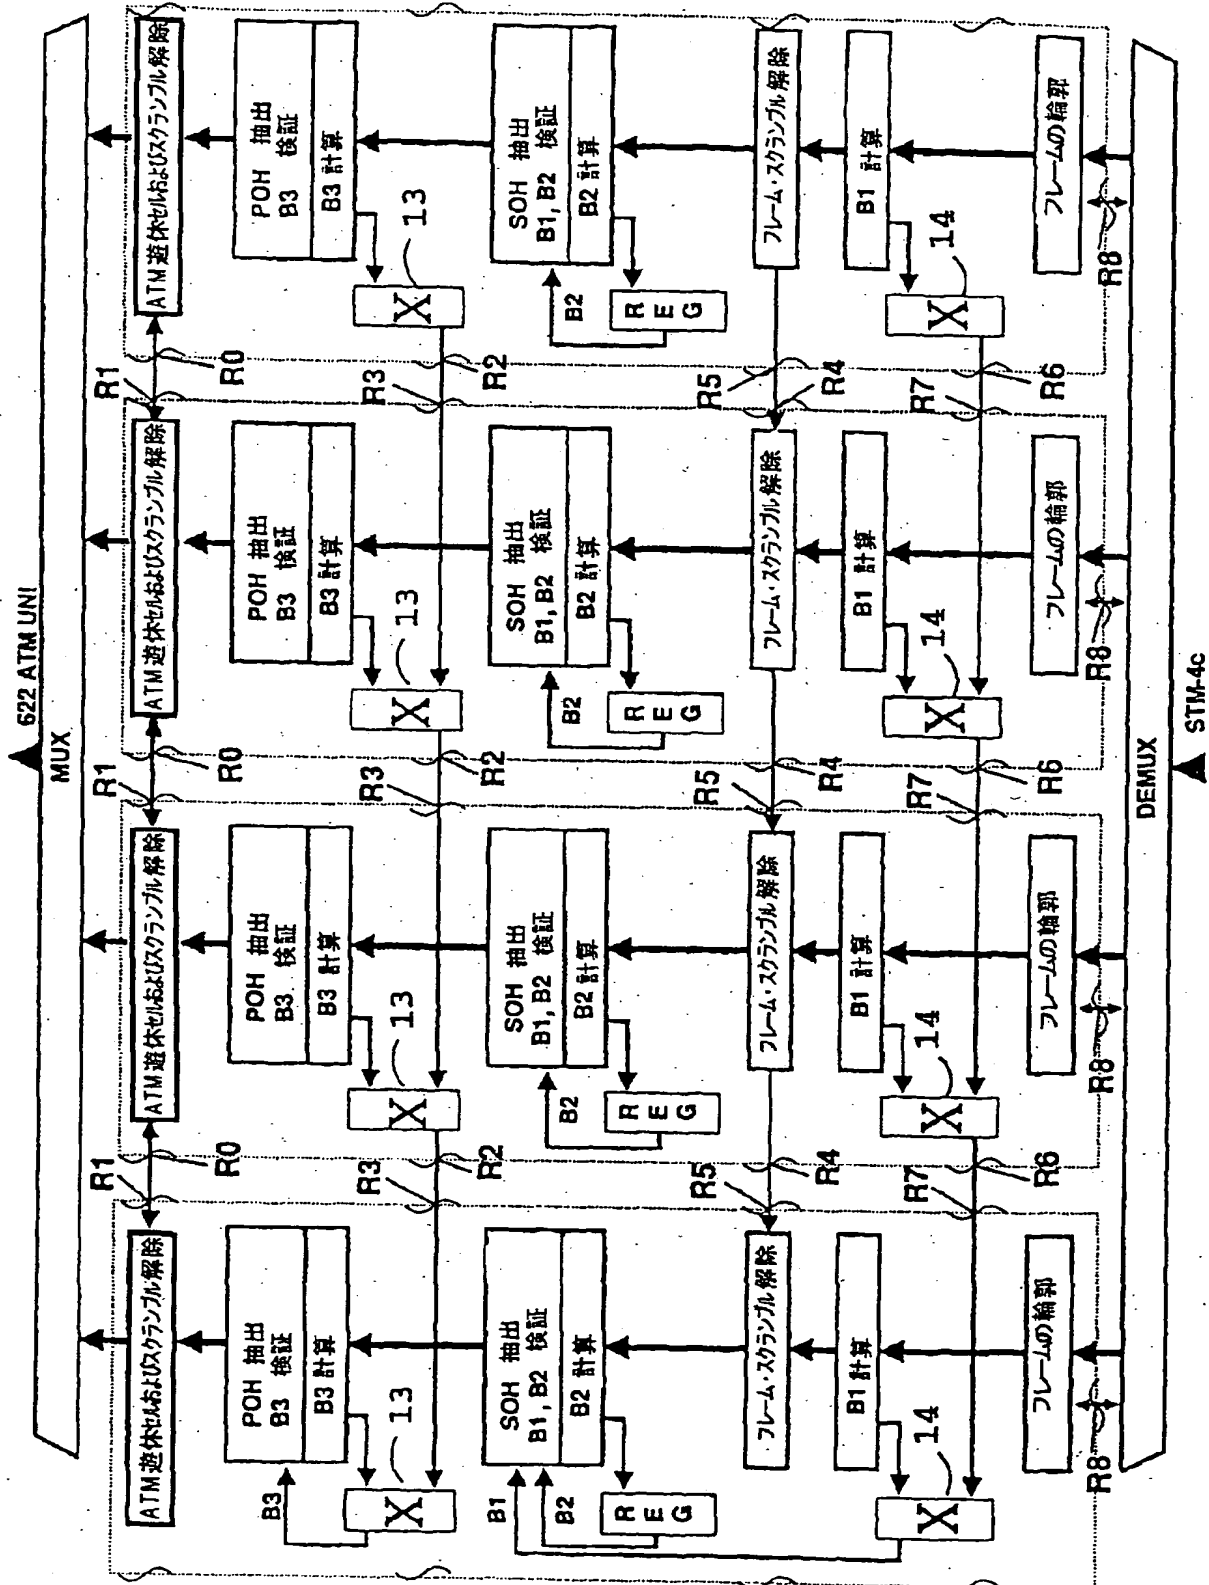 622 ATM UNI
MUX
ATM遊休セルおよびスクランブル解除
ATM遊休セルおよびスクランブル解除
ATM遊休セルおよびスクランブル解除
ATM遊休セルおよびスクランブル解除
R1
R0
R1
R0
R1
R0
POH 抽出
B3 検証
B3 計算
POH 抽出
B3 検証
B3 計算
POH 抽出
B3 検証
B3 計算
POH 抽出
B3 検証
B3 計算
B3
X
13
X
13
X
13
X
13
R3
R2
R3
R2
R3
R2
SOH 抽出
B1, B2 検証
B2 計算
SOH 抽出
B1, B2 検証
B2 計算
SOH 抽出
B1, B2 検証
B2 計算
SOH 抽出
B1, B2 検証
B2 計算
B1
B2
REG
B2
REG
B2
REG
B2
REG
フレーム・スクランブル解除
フレーム・スクランブル解除
フレーム・スクランブル解除
フレーム・スクランブル解除
R5
R4
R5
R4
R5
R4
B1 計算
B1 計算
B1 計算
B1 計算
X
14
X
14
X
14
X
14
R7
R6
R7
R6
R7
R6
フレームの輪郭
フレームの輪郭
フレームの輪郭
フレームの輪郭
R8
R8
R8
R8
DEMUX
STM-4c